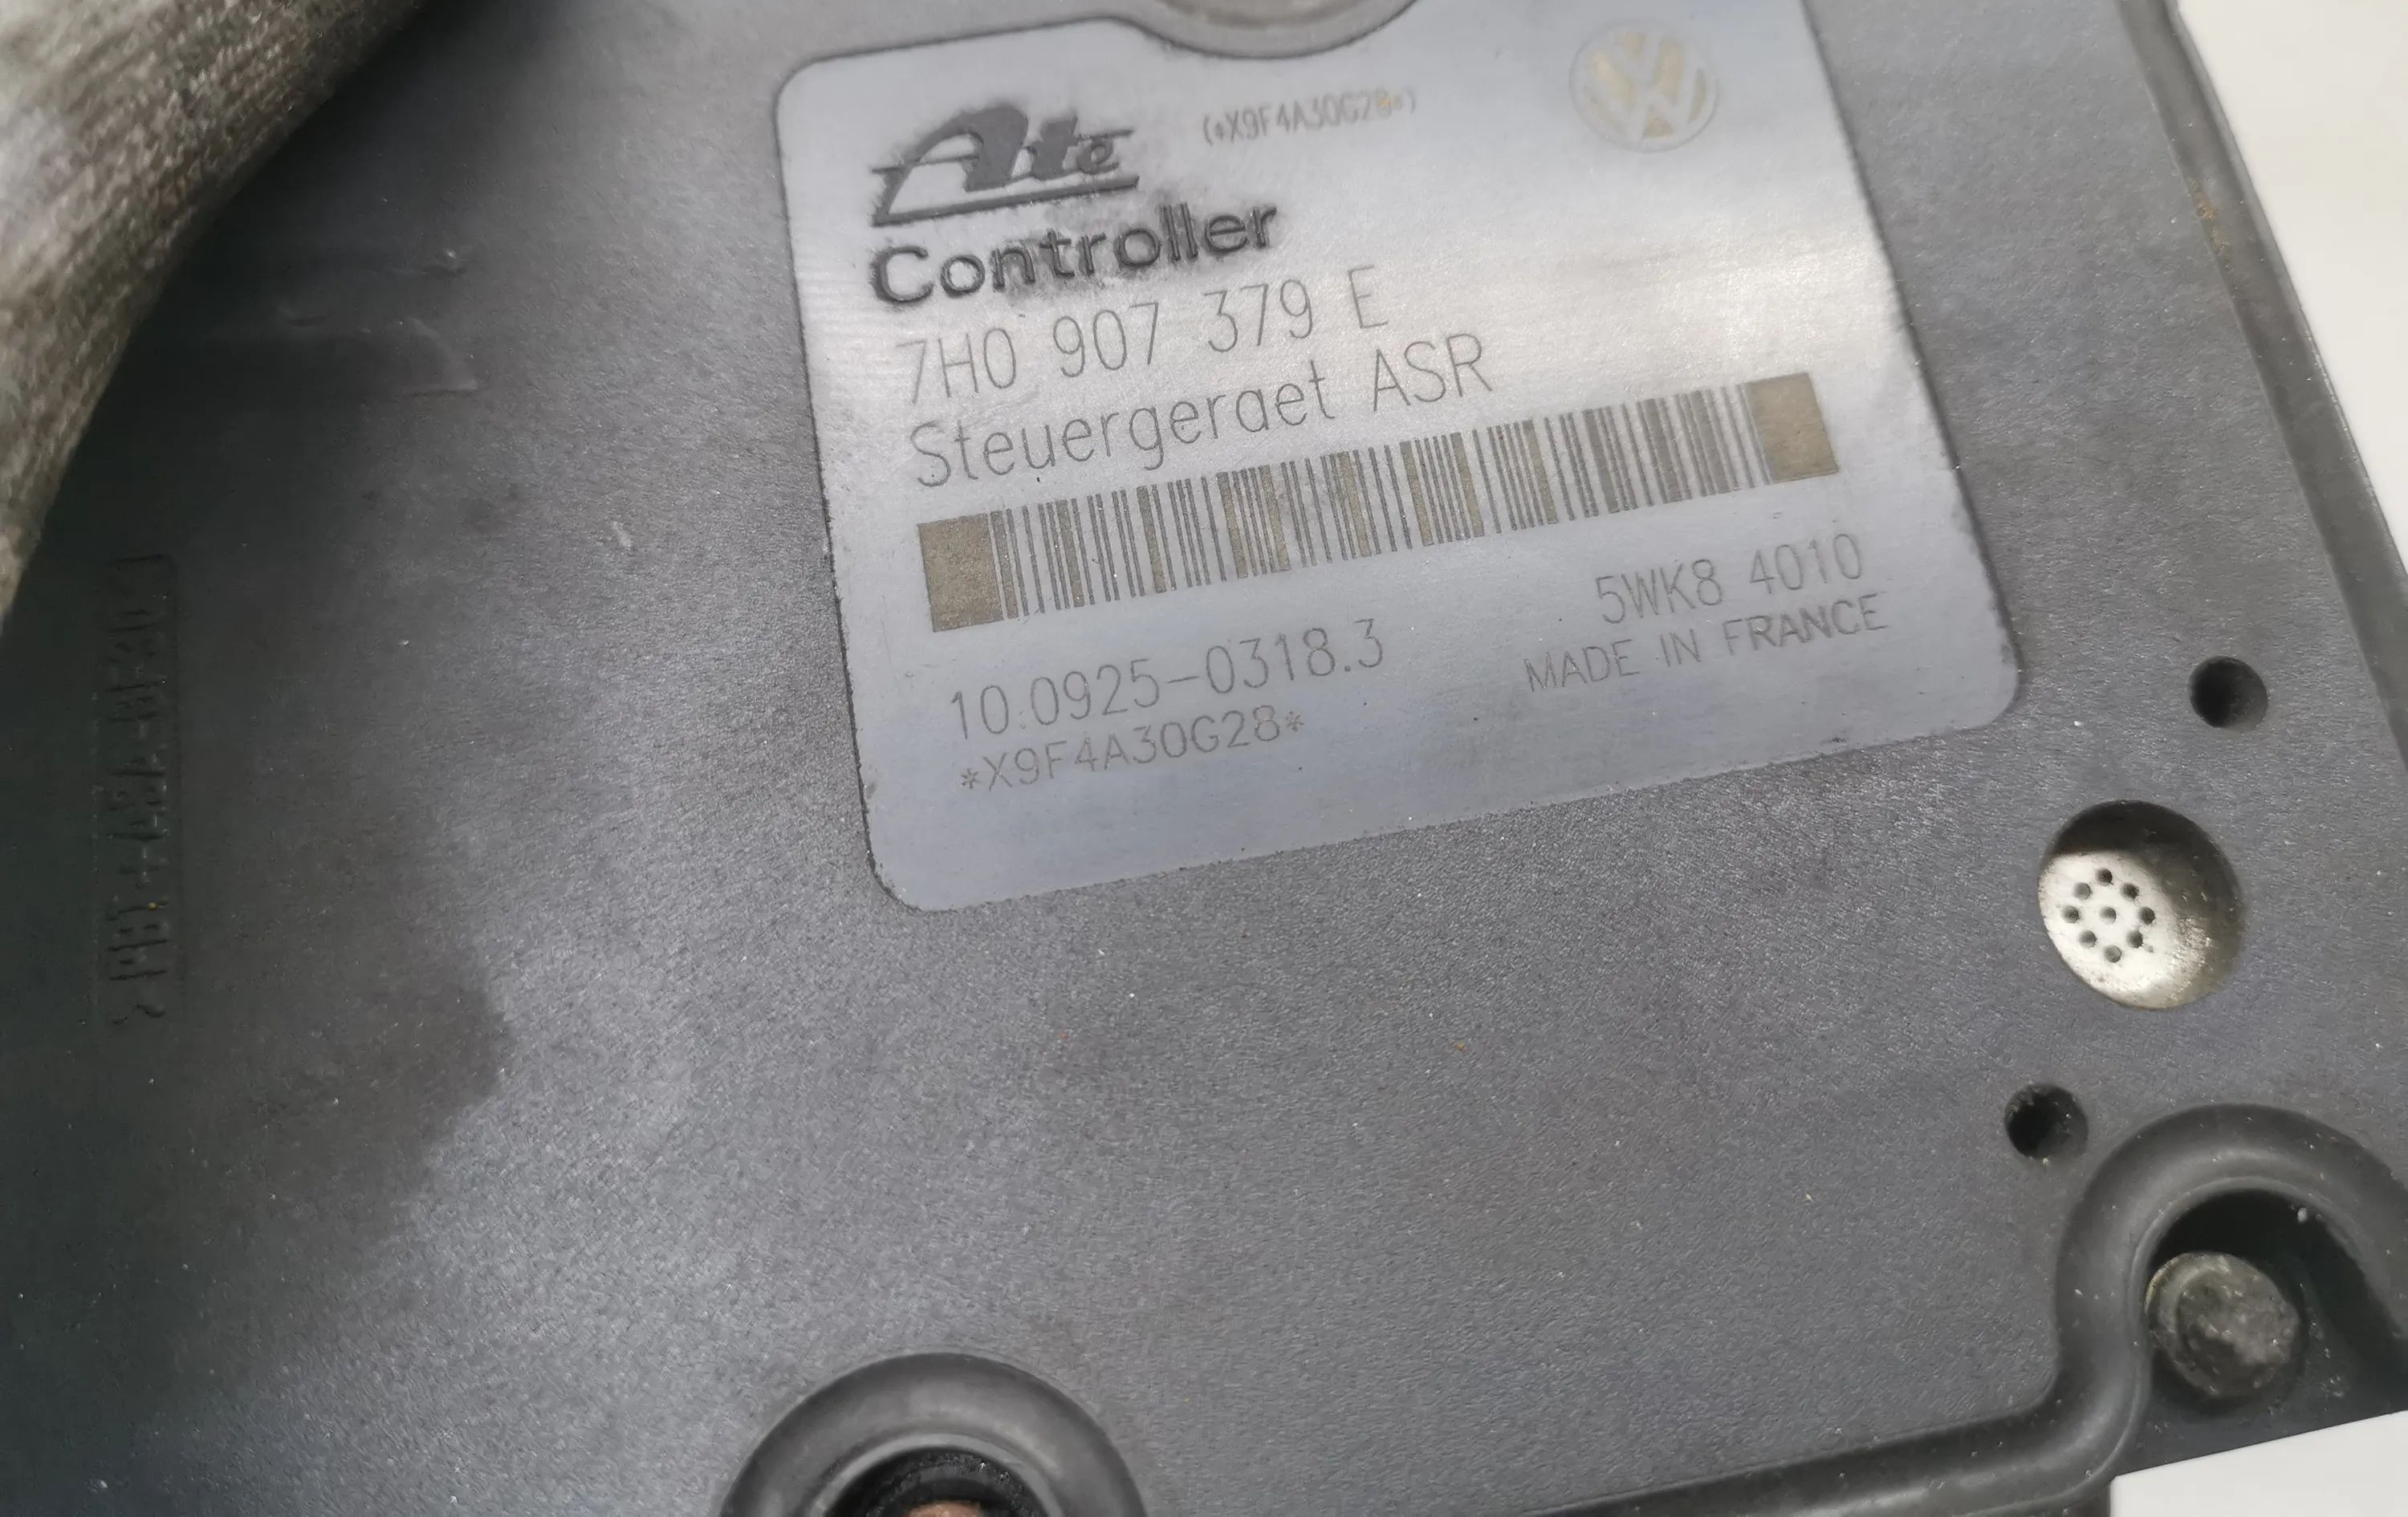 Ate
(*X9F4A30G28*)
Controller
7H0 907 379 E
Steuergeraet ASR
10.0925-0318.3
5WK8 4010
*X9F4A30G28*
MADE IN FRANCE